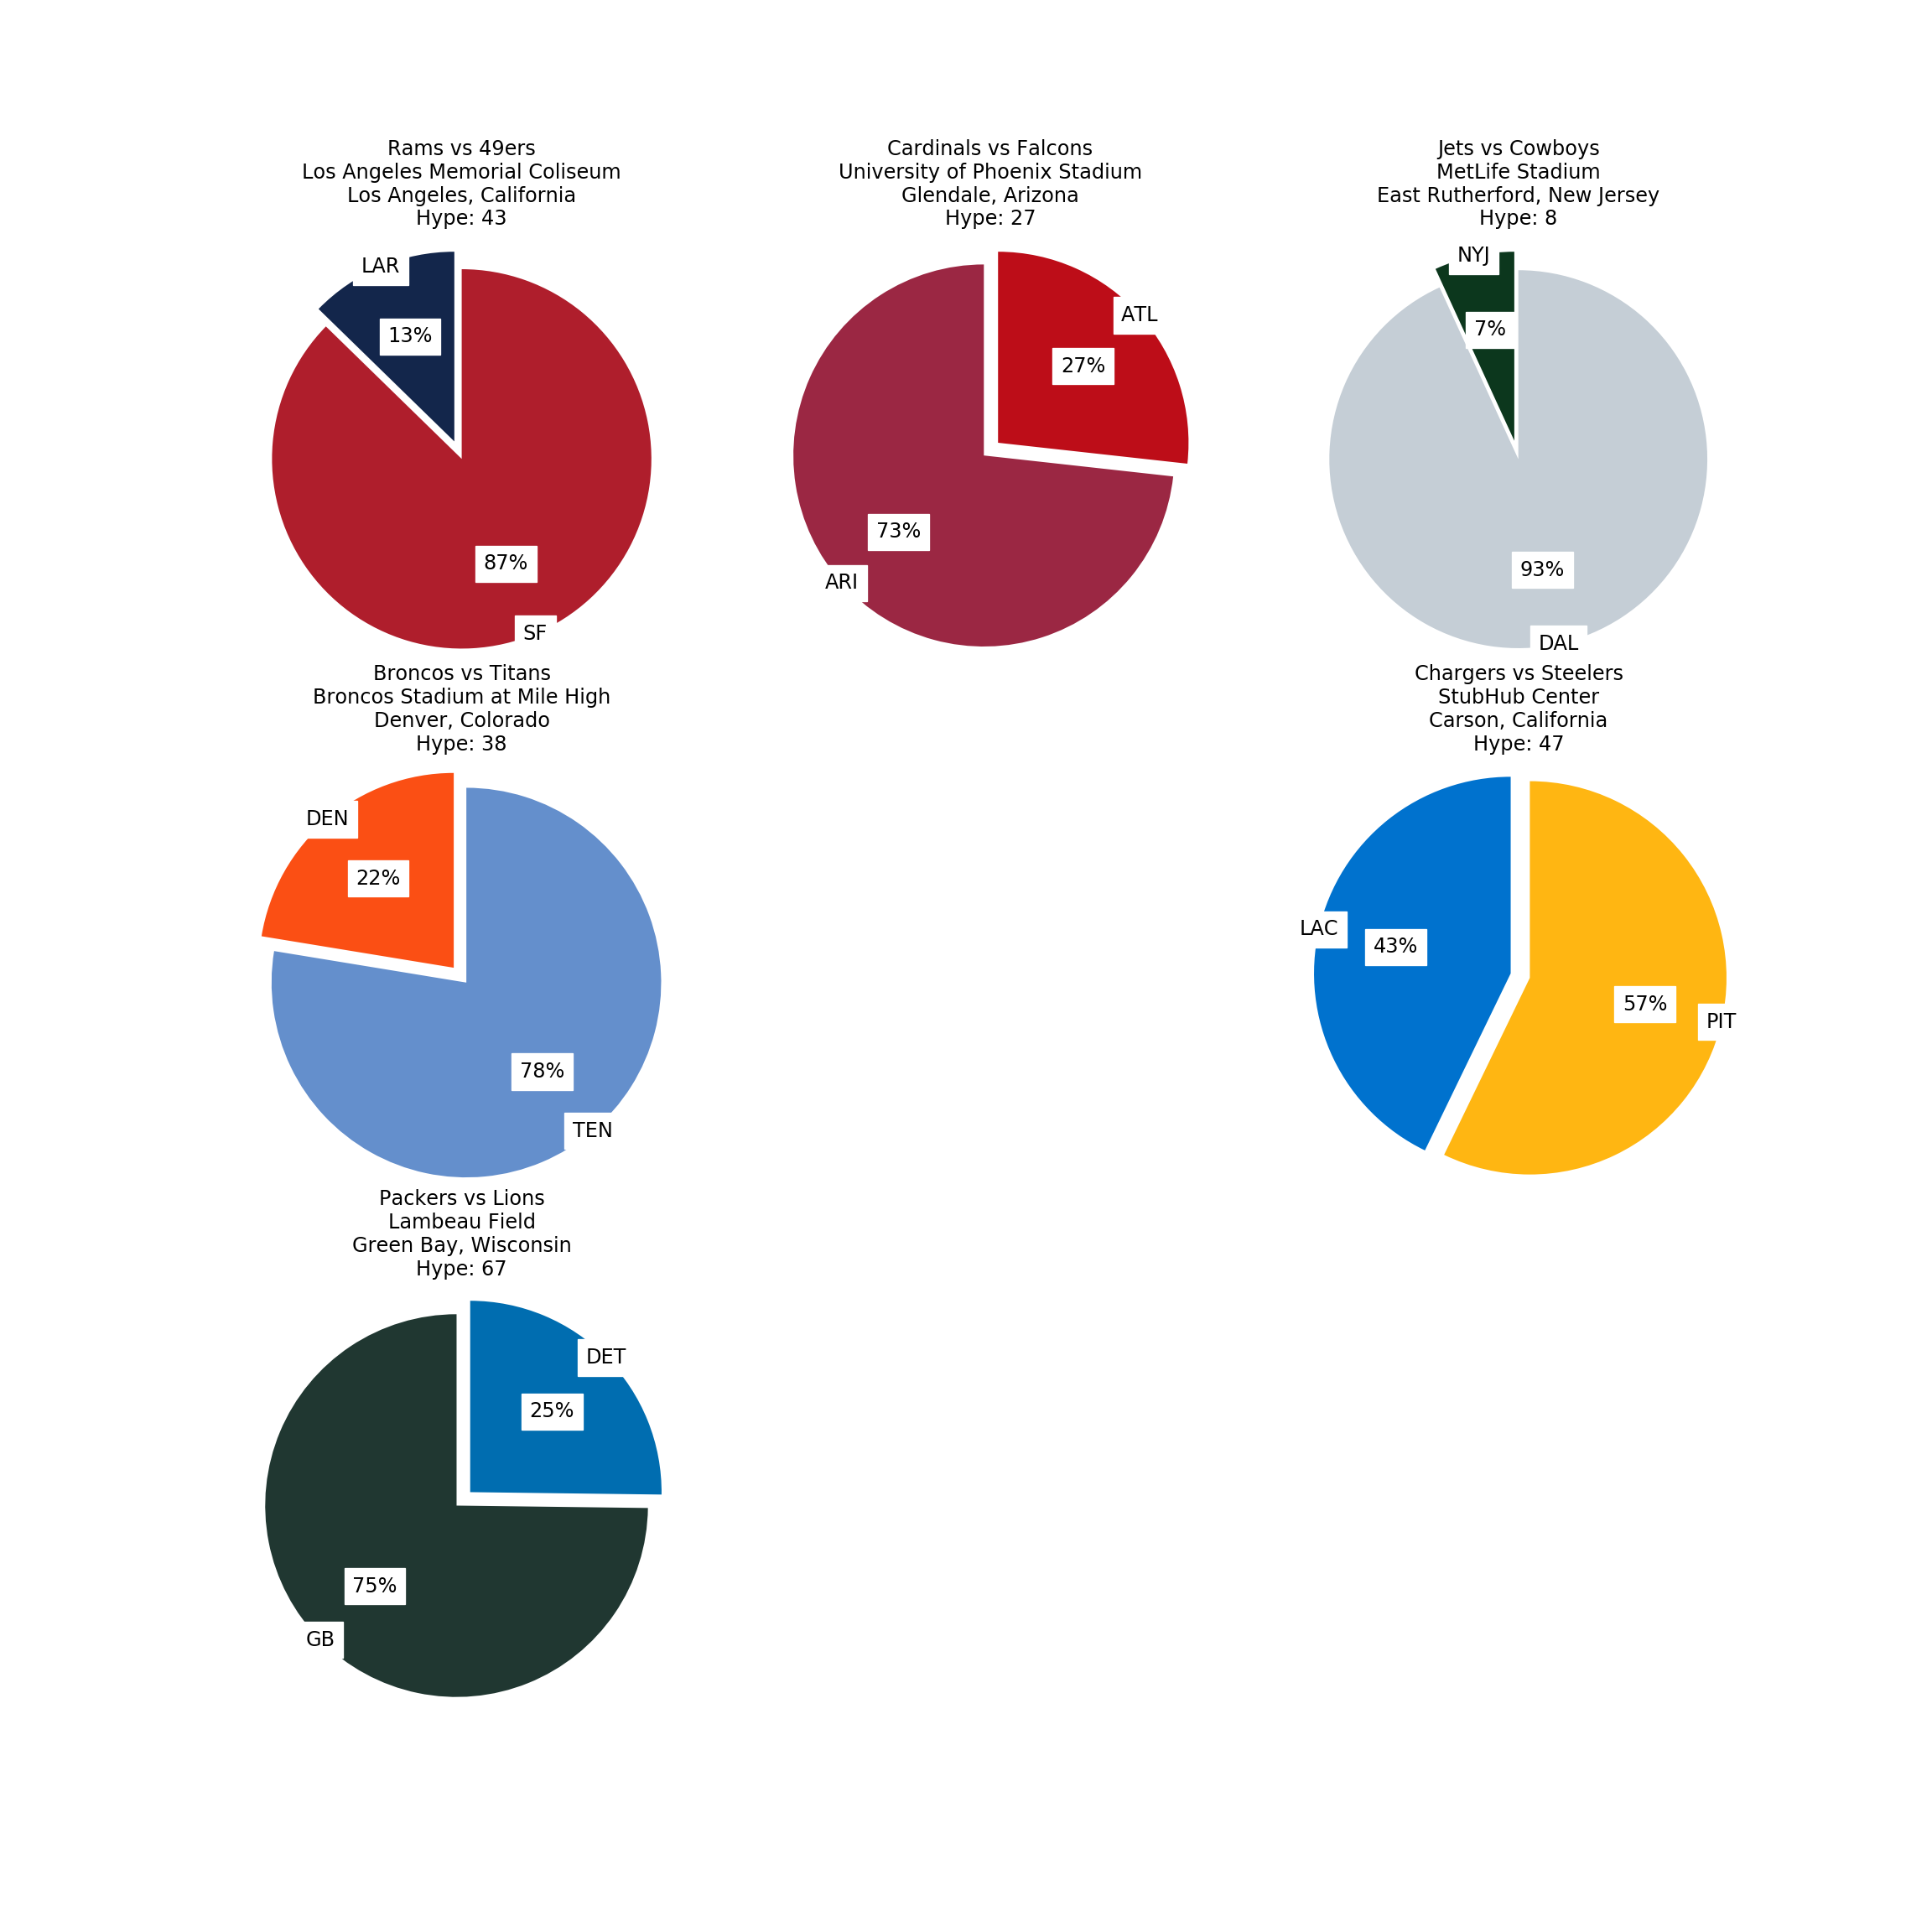 Rams vs 49ers
Los Angeles Memorial Coliseum
Los Angeles, California
Hype: 43
LAR
13%
87%
SF
Cardinals vs Falcons
University of Phoenix Stadium
Glendale, Arizona
Hype: 27
ATL
27%
73%
ARI
Jets vs Cowboys
MetLife Stadium
East Rutherford, New Jersey
Hype: 8
NYJ
7%
93%
DAL
Broncos vs Titans
Broncos Stadium at Mile High
Denver, Colorado
Hype: 38
DEN
22%
78%
TEN
Chargers vs Steelers
StubHub Center
Carson, California
Hype: 47
LAC
43%
57%
PIT
Packers vs Lions
Lambeau Field
Green Bay, Wisconsin
Hype: 67
DET
25%
75%
GB